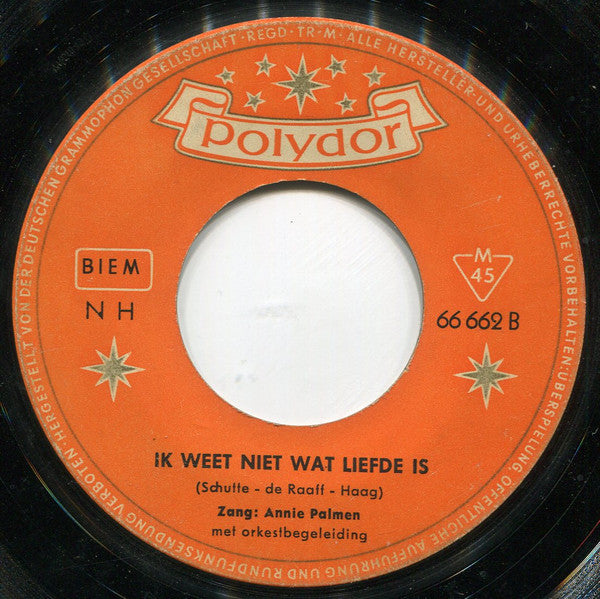 HERGESTELLT VON DER DEUTSCHEN GRAMMOPHON GESELLSCHAFT · REGD · TR · M · ALLE HERSTELLER- UND URHEBERRECHTE VORBEHALTEN: ÜBERSPIELUNG, ÖFFENTLICHE AUFFÜHRUNG UND RUNDFUNKSENDUNG VERBOTEN ·
Polydor
BIEM
NH
M
45
66 662 B
IK WEET NIET WAT LIEFDE IS
(Schutte - de Raaff - Haag)
Zang: Annie Palmen
met orkestbegeleiding